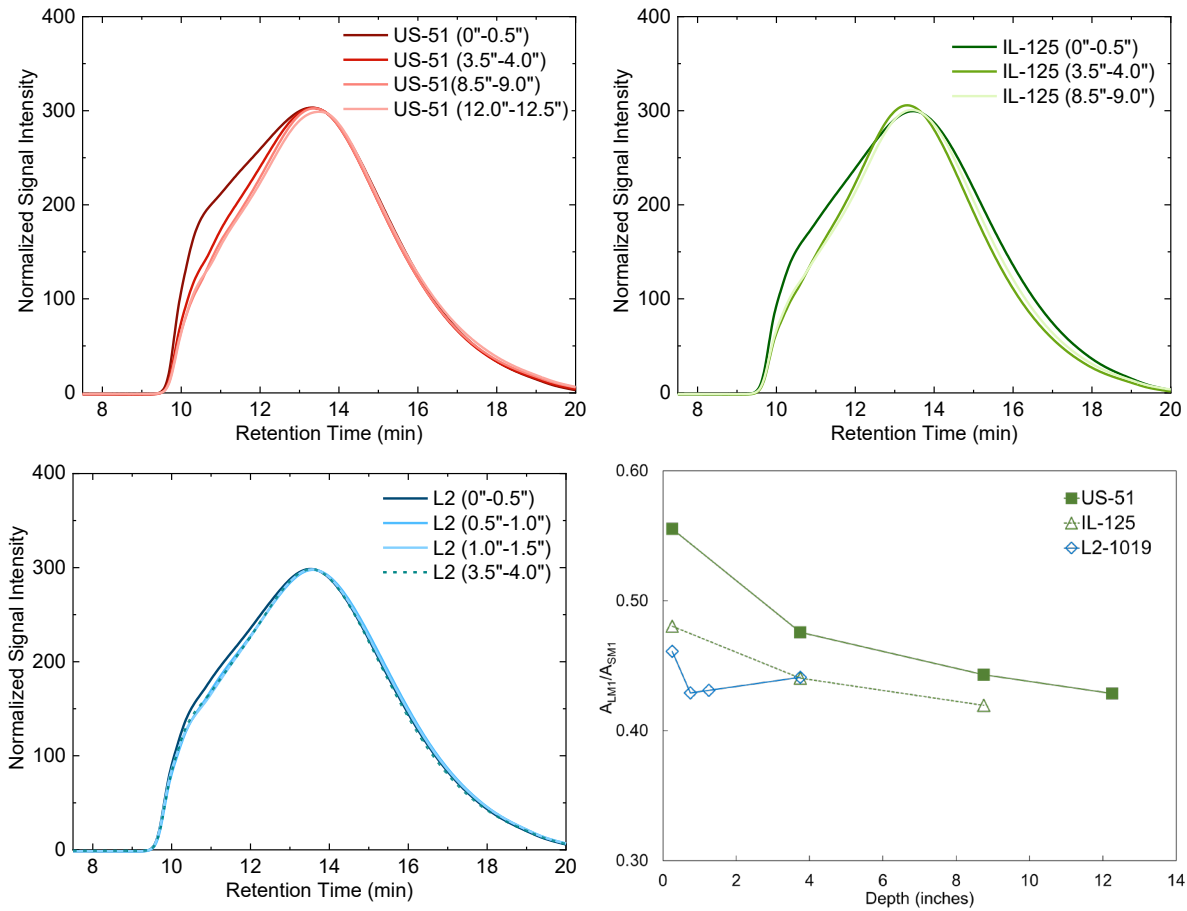 400
300
200
100
0
Normalized Signal Intensity
8
10
12
14
16
18
20
Retention Time (min)
US-51 (0"-0.5")
US-51 (3.5"-4.0")
US-51(8.5"-9.0")
US-51 (12.0"-12.5")
400
300
200
100
0
Normalized Signal Intensity
8
10
12
14
16
18
20
Retention Time (min)
IL-125 (0"-0.5")
IL-125 (3.5"-4.0")
IL-125 (8.5"-9.0")
400
300
200
100
0
Normalized Signal Intensity
8
10
12
14
16
18
20
Retention Time (min)
L2 (0"-0.5")
L2 (0.5"-1.0")
L2 (1.0"-1.5")
L2 (3.5"-4.0")
0.60
0.50
0.40
0.30
ALM1/ASM1
0
2
4
6
8
10
12
14
Depth (inches)
US-51
IL-125
L2-1019